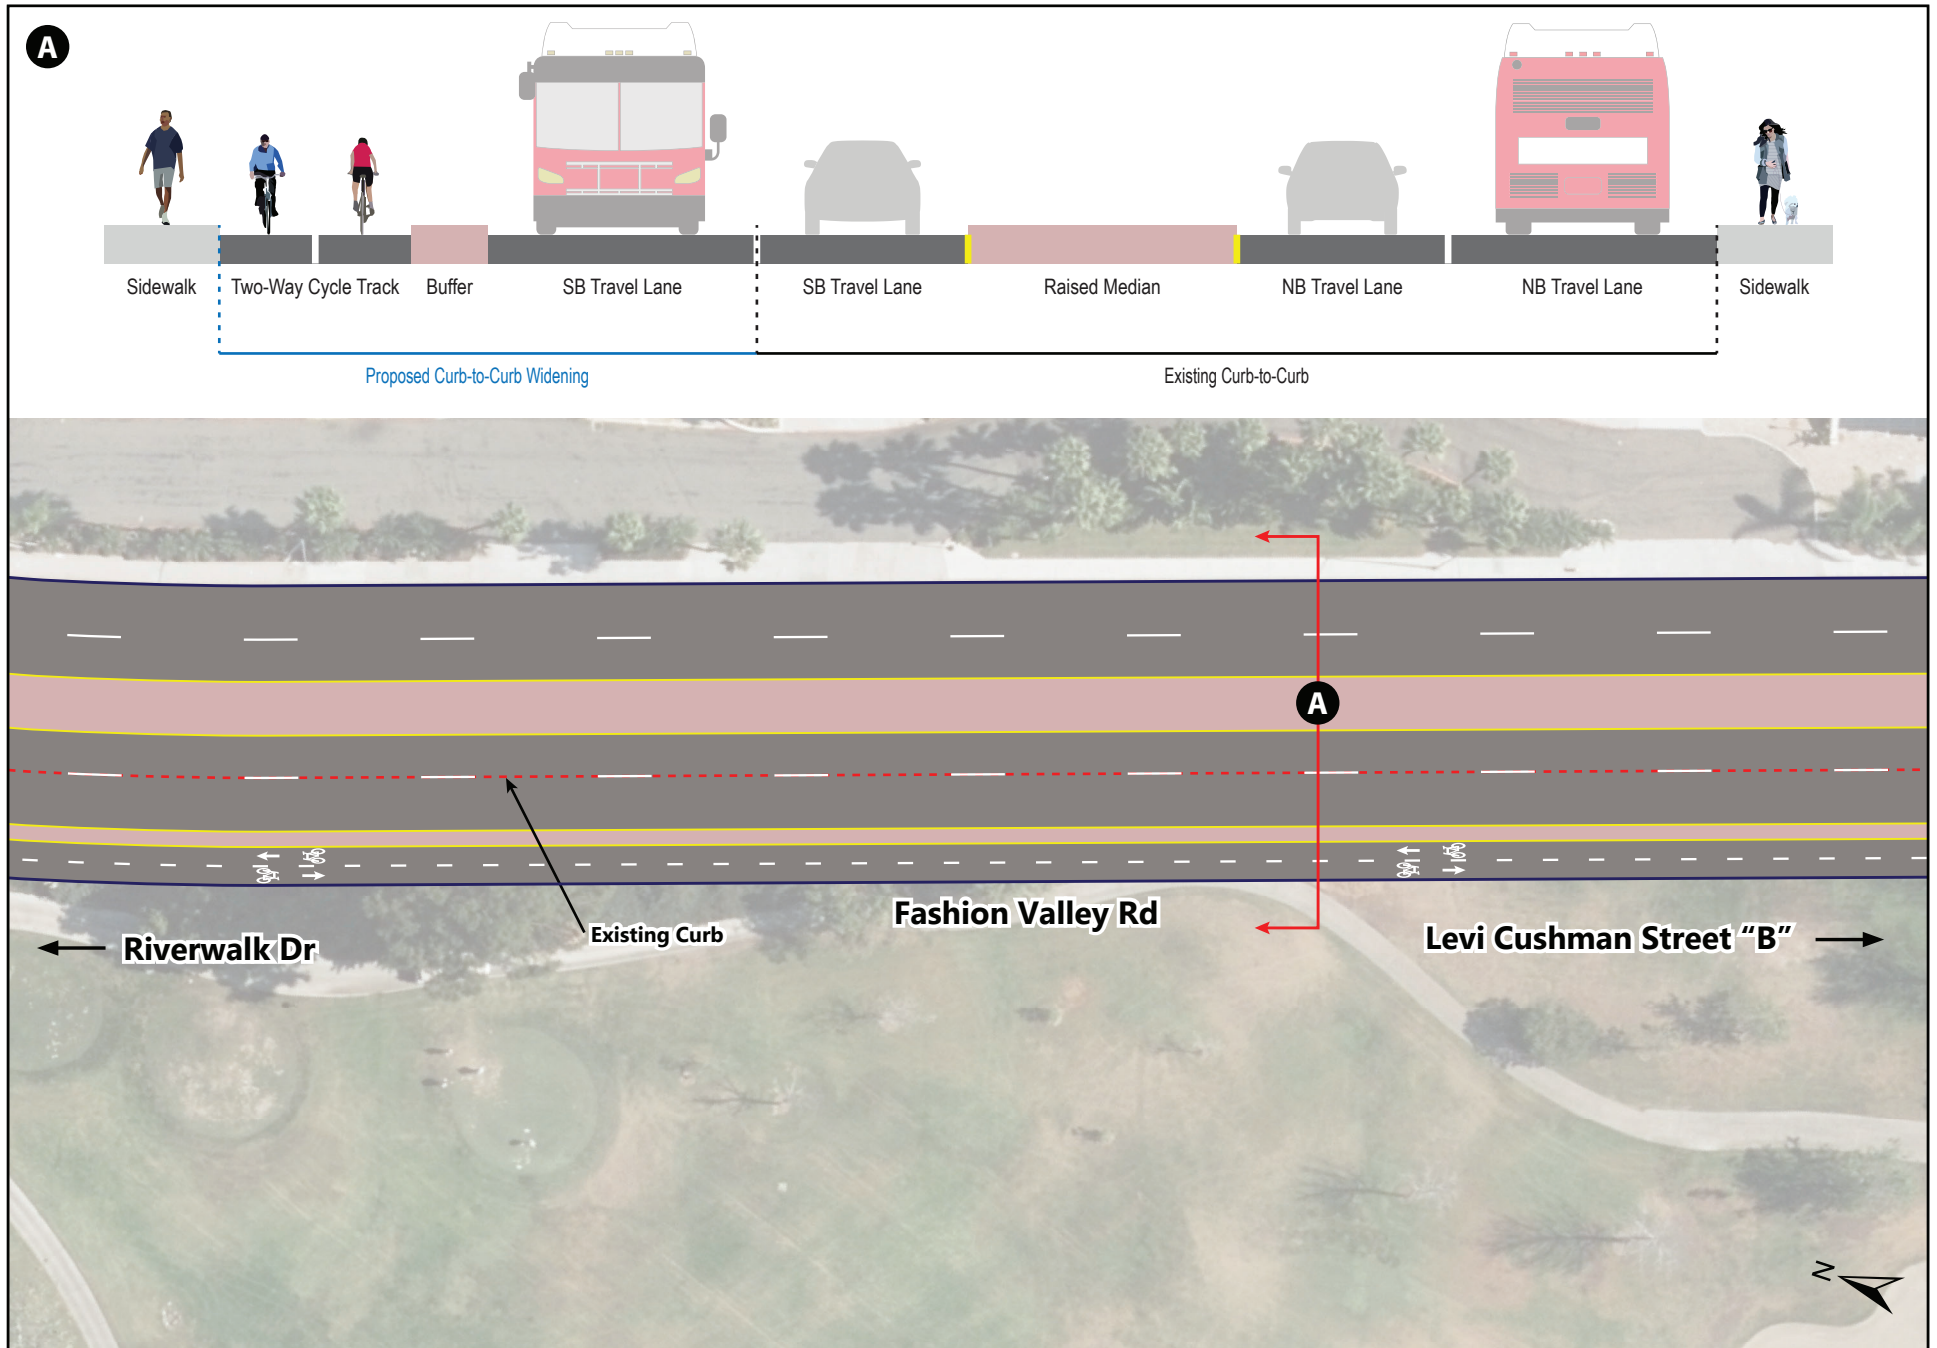 A
Sidewalk Two-Way Cycle Track Buffer SB Travel Lane SB Travel Lane Raised Median NB Travel Lane NB Travel Lane Sidewalk
Proposed Curb-to-Curb Widening Existing Curb-to-Curb
A
Fashion Valley Rd
Existing Curb
Riverwalk Dr
Levi Cushman Street “B”
N